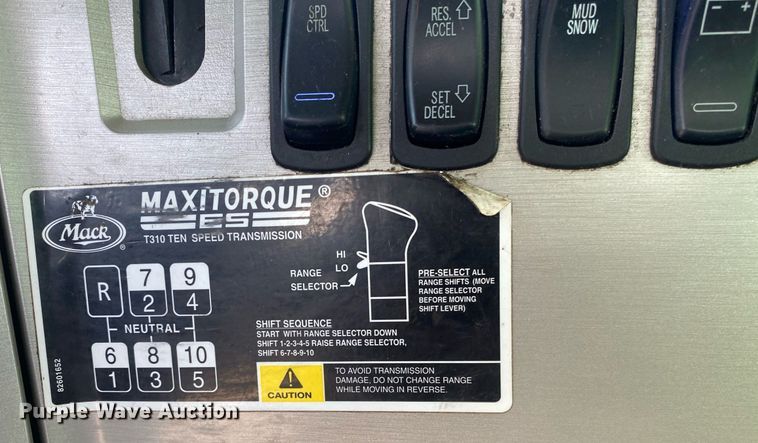 SPD
CTRL
RES.
ACCEL
SET
DECEL
MUD
SNOW
- +
Mack
MAXITORQUE®
ES
T310 TEN SPEED TRANSMISSION
R
7
2
9
4
NEUTRAL
6
1
8
3
10
5
82601652
HI
LO
RANGE
SELECTOR
PRE-SELECT ALL
RANGE SHIFTS (MOVE
RANGE SELECTOR
BEFORE MOVING
SHIFT LEVER)
SHIFT SEQUENCE
START WITH RANGE SELECTOR DOWN
SHIFT 1-2-3-4-5 RAISE RANGE SELECTOR,
SHIFT 6-7-8-9-10
CAUTION
TO AVOID TRANSMISSION
DAMAGE, DO NOT CHANGE RANGE
WHILE MOVING IN REVERSE.
Purple Wave Auction